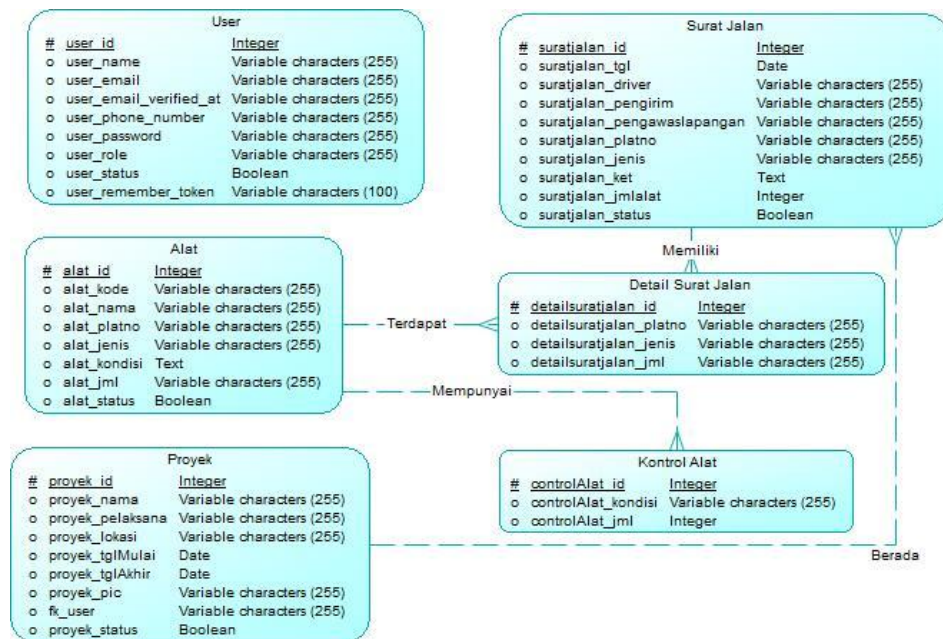 User
# user_id Integer
o user_name Variable characters (255)
o user_email Variable characters (255)
o user_email_verified_at Variable characters (255)
o user_phone_number Variable characters (255)
o user_password Variable characters (255)
o user_role Variable characters (255)
o user_status Boolean
o user_remember_token Variable characters (100)
Surat Jalan
# suratjalan_id Integer
o suratjalan_tgl Date
o suratjalan_driver Variable characters (255)
o suratjalan_pengirim Variable characters (255)
o suratjalan_pengawaslapangan Variable characters (255)
o suratjalan_platno Variable characters (255)
o suratjalan_jenis Variable characters (255)
o suratjalan_ket Text
o suratjalan_jmlalat Integer
o suratjalan_status Boolean
Memiliki
Alat
# alat_id Integer
o alat_kode Variable characters (255)
o alat_nama Variable characters (255)
o alat_platno Variable characters (255)
o alat_jenis Variable characters (255)
o alat_kondisi Text
o alat_jml Variable characters (255)
o alat_status Boolean
Terdapat
Detail Surat Jalan
# detailsuratjalan_id Integer
o detailsuratjalan_platno Variable characters (255)
o detailsuratjalan_jenis Variable characters (255)
o detailsuratjalan_jml Variable characters (255)
Mempunyai
Proyek
# proyek_id Integer
o proyek_nama Variable characters (255)
o proyek_pelaksana Variable characters (255)
o proyek_lokasi Variable characters (255)
o proyek_tglMulai Date
o proyek_tglAkhir Date
o proyek_pic Variable characters (255)
o fk_user Variable characters (255)
o proyek_status Boolean
Kontrol Alat
# controlAlat_id Integer
o controlAlat_kondisi Variable characters (255)
o controlAlat_jml Integer
Berada